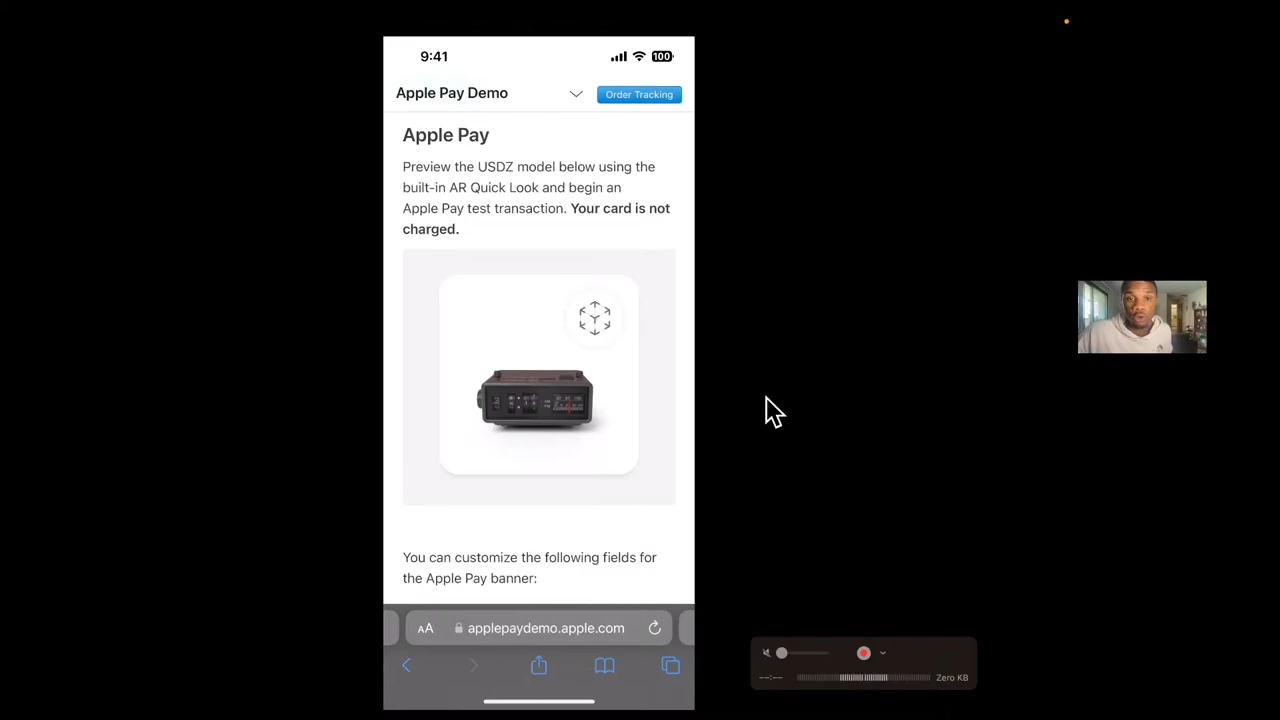 9:41
100
Apple Pay Demo
Order Tracking
Apple Pay
Preview the USDZ model below using the
built-in AR Quick Look and begin an
Apple Pay test transaction. Your card is not
charged.
You can customize the following fields for
the Apple Pay banner:
AA
applepaydemo.apple.com
--:--
Zero KB